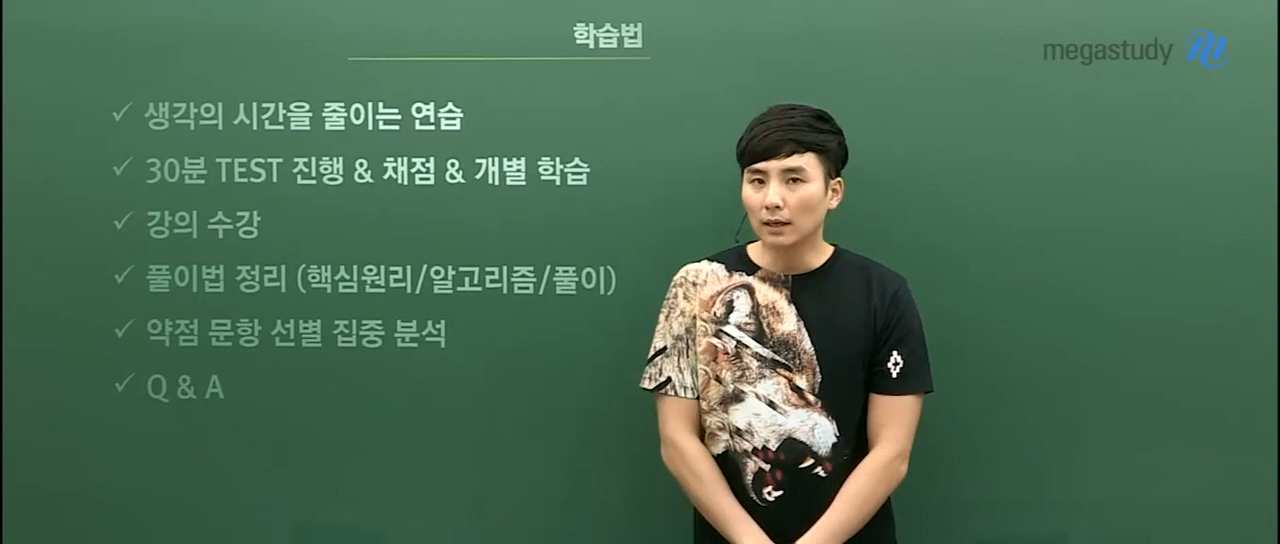 학습법
megastudy
✓ 생각의 시간을 줄이는 연습
✓ 30분 TEST 진행 & 채점 & 개별 학습
✓ 강의 수강
✓ 풀이법 정리 (핵심원리/알고리즘/풀이)
✓ 약점 문항 선별 집중 분석
✓ Q & A